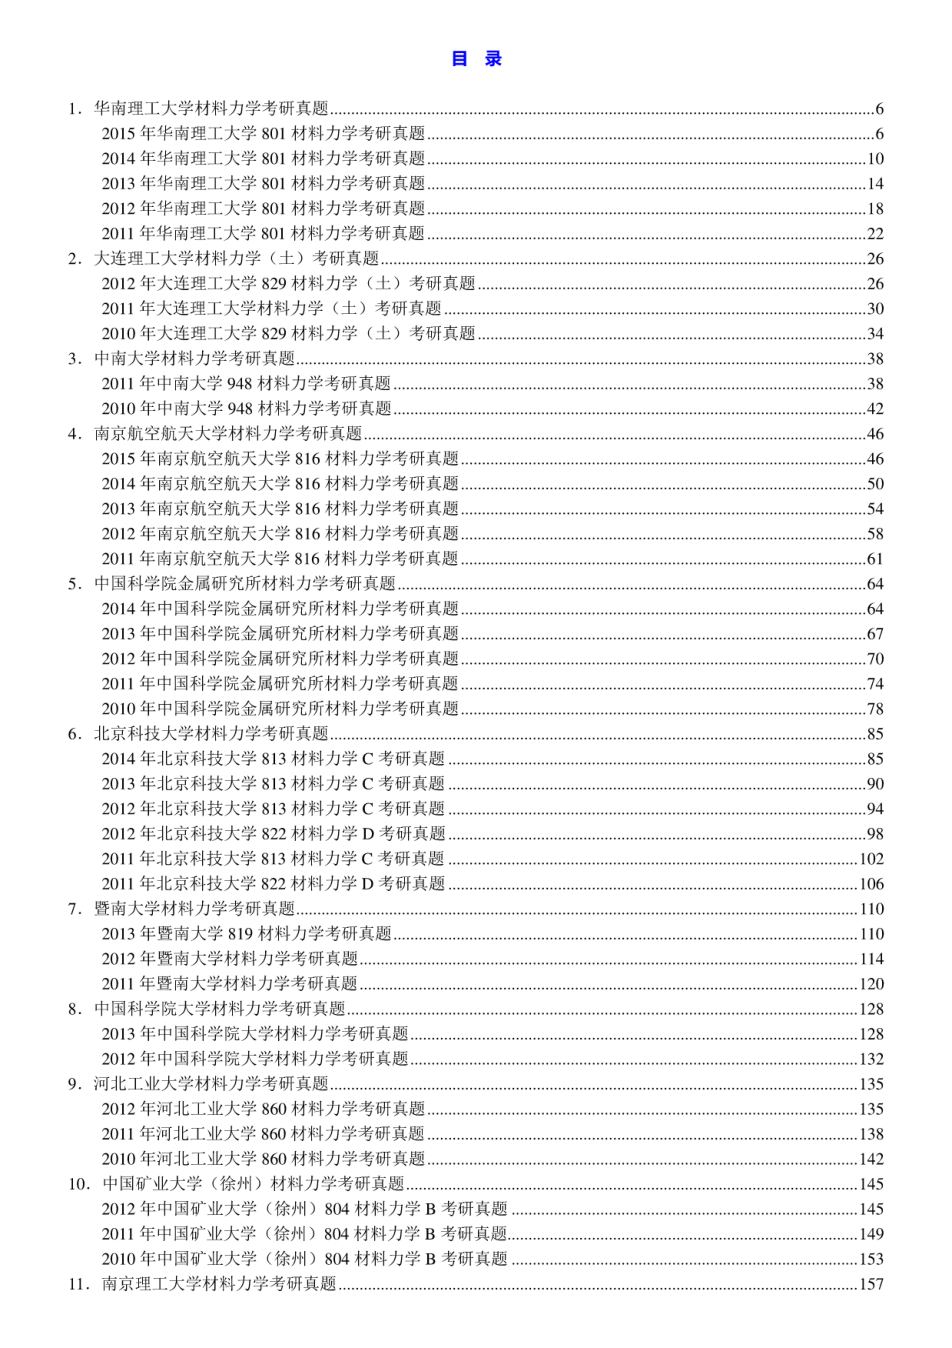 目 录
1．华南理工大学材料力学考研真题....................6
2015 年华南理工大学 801 材料力学考研真题....................6
2014 年华南理工大学 801 材料力学考研真题....................10
2013 年华南理工大学 801 材料力学考研真题....................14
2012 年华南理工大学 801 材料力学考研真题....................18
2011 年华南理工大学 801 材料力学考研真题....................22
2．大连理工大学材料力学（土）考研真题....................26
2012 年大连理工大学 829 材料力学（土）考研真题....................26
2011 年大连理工大学材料力学（土）考研真题....................30
2010 年大连理工大学 829 材料力学（土）考研真题....................34
3．中南大学材料力学考研真题....................38
2011 年中南大学 948 材料力学考研真题....................38
2010 年中南大学 948 材料力学考研真题....................42
4．南京航空航天大学材料力学考研真题....................46
2015 年南京航空航天大学 816 材料力学考研真题....................46
2014 年南京航空航天大学 816 材料力学考研真题....................50
2013 年南京航空航天大学 816 材料力学考研真题....................54
2012 年南京航空航天大学 816 材料力学考研真题....................58
2011 年南京航空航天大学 816 材料力学考研真题....................61
5．中国科学院金属研究所材料力学考研真题....................64
2014 年中国科学院金属研究所材料力学考研真题....................64
2013 年中国科学院金属研究所材料力学考研真题....................67
2012 年中国科学院金属研究所材料力学考研真题....................70
2011 年中国科学院金属研究所材料力学考研真题....................74
2010 年中国科学院金属研究所材料力学考研真题....................78
6．北京科技大学材料力学考研真题....................85
2014 年北京科技大学 813 材料力学 C 考研真题....................85
2013 年北京科技大学 813 材料力学 C 考研真题....................90
2012 年北京科技大学 813 材料力学 C 考研真题....................94
2012 年北京科技大学 822 材料力学 D 考研真题....................98
2011 年北京科技大学 813 材料力学 C 考研真题....................102
2011 年北京科技大学 822 材料力学 D 考研真题....................106
7．暨南大学材料力学考研真题....................110
2013 年暨南大学 819 材料力学考研真题....................110
2012 年暨南大学材料力学考研真题....................114
2011 年暨南大学材料力学考研真题....................120
8．中国科学院大学材料力学考研真题....................128
2013 年中国科学院大学材料力学考研真题....................128
2012 年中国科学院大学材料力学考研真题....................132
9．河北工业大学材料力学考研真题....................135
2012 年河北工业大学 860 材料力学考研真题....................135
2011 年河北工业大学 860 材料力学考研真题....................138
2010 年河北工业大学 860 材料力学考研真题....................142
10．中国矿业大学（徐州）材料力学考研真题....................145
2012 年中国矿业大学（徐州）804 材料力学 B 考研真题....................145
2011 年中国矿业大学（徐州）804 材料力学 B 考研真题....................149
2010 年中国矿业大学（徐州）804 材料力学 B 考研真题....................153
11．南京理工大学材料力学考研真题....................157